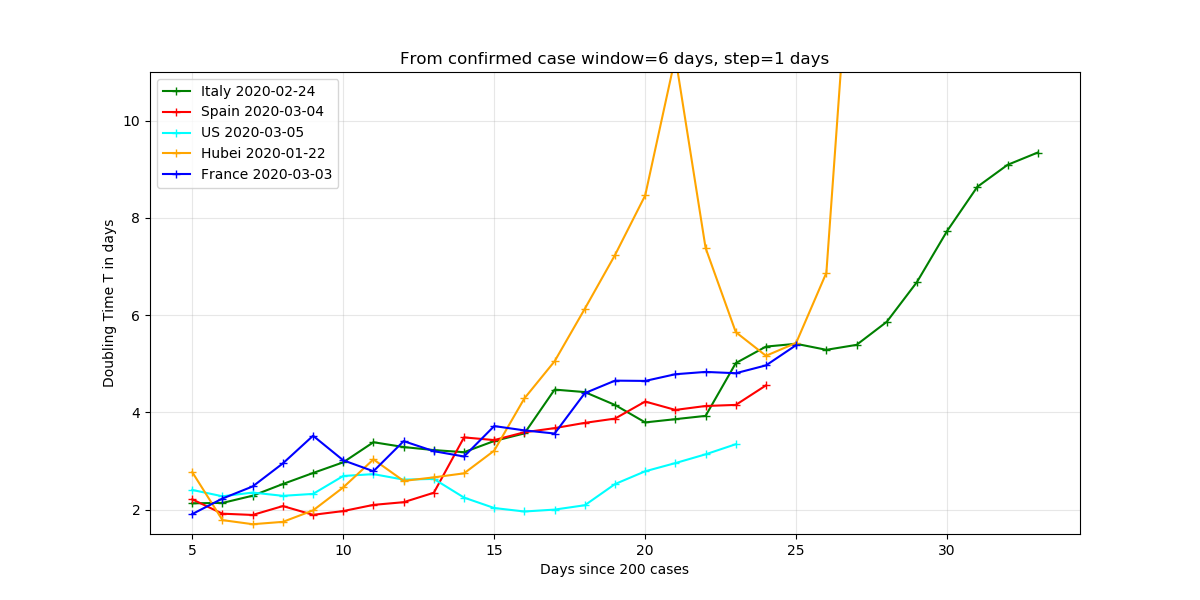 From confirmed case window=6 days, step=1 days
Italy 2020-02-24
Spain 2020-03-04
US 2020-03-05
Hubei 2020-01-22
France 2020-03-03
Doubling Time T in days
10
8
6
4
2
5 10 15 20 25 30
Days since 200 cases